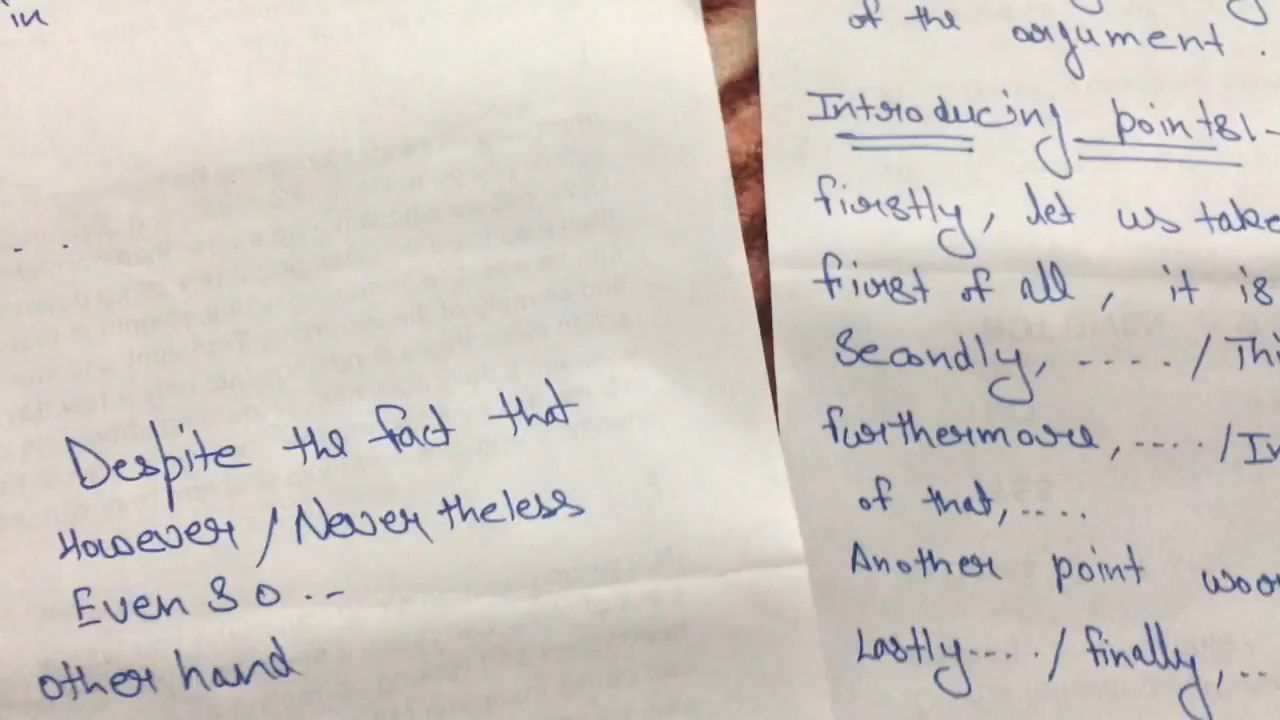 in
- .
Despite the fact that
However / Nevertheless
Even so ..-
other hand
of the argument .
Introducing points:-
firstly, let us take
first of all, it is
Secondly, ..... / Thi
furthermore, .... / In
of that, ....
Another point wor
Lastly.... / finally, ..